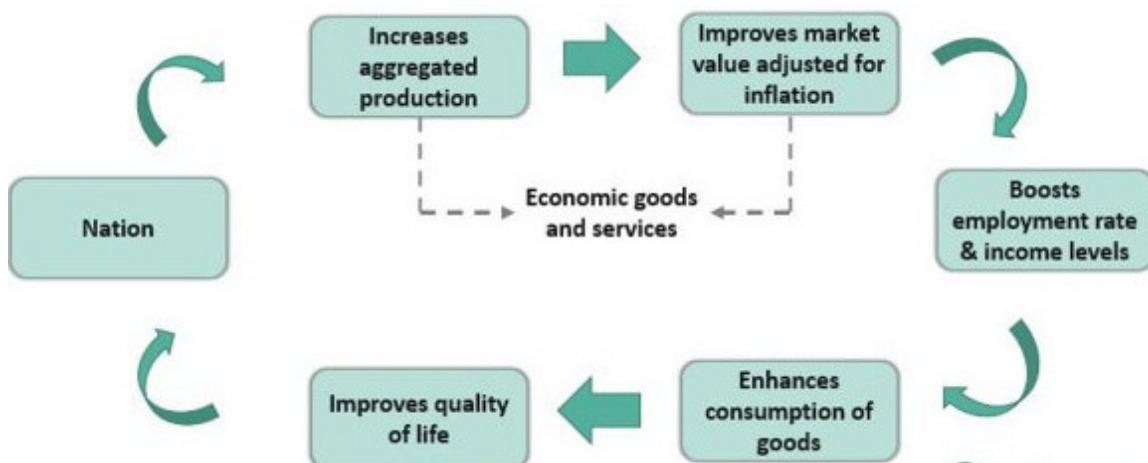 Increases
aggregated
production
Improves market
value adjusted for
inflation
Nation
Economic goods
and services
Boosts
employment rate
& income levels
Improves quality
of life
Enhances
consumption of
goods